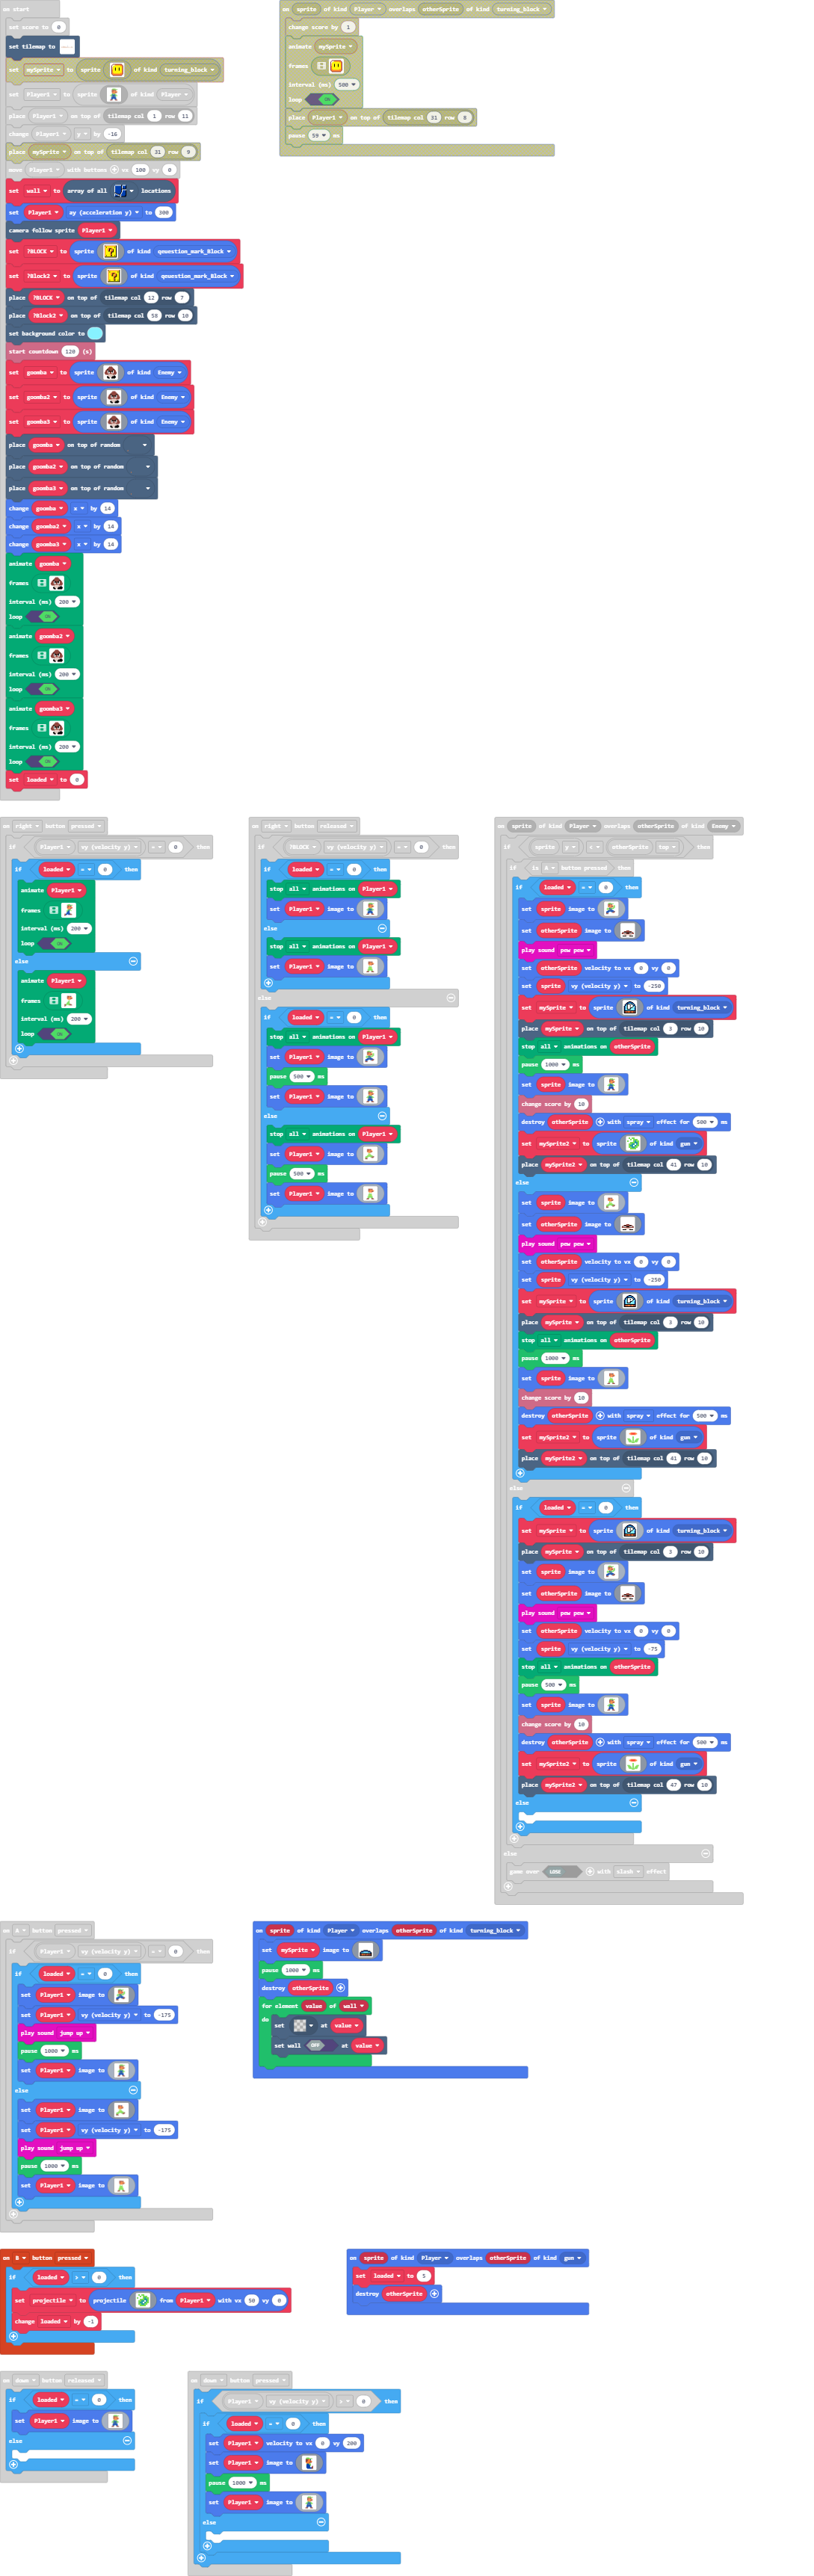 on start
set score to 0
set tilemap to
set mySprite to sprite of kind turning_block
set Player1 to sprite of kind Player
place Player1 on top of tilemap col 1 row 11
change Player1 y by -16
place mySprite on top of tilemap col 31 row 9
move Player1 with buttons vx 100 vy 0
set wall to array of all locations
set Player1 ay (acceleration y) to 300
camera follow sprite Player1
set ?BLOCK to sprite of kind qouestion_mark_Block
set ?Block2 to sprite of kind qouestion_mark_Block
place ?BLOCK on top of tilemap col 12 row 7
place ?Block2 on top of tilemap col 58 row 10
set background color to
start countdown 120 (s)
set goomba to sprite of kind Enemy
set goomba2 to sprite of kind Enemy
set goomba3 to sprite of kind Enemy
place goomba on top of random
place goomba2 on top of random
place goomba3 on top of random
change goomba x by 14
change goomba2 x by 14
change goomba3 x by 14
animate goomba
frames
interval (ms) 200
loop ON
animate goomba2
frames
interval (ms) 200
loop ON
animate goomba3
frames
interval (ms) 200
loop ON
set loaded to 0
on sprite of kind Player overlaps otherSprite of kind turning_block
change score by 1
animate mySprite
frames
interval (ms) 500
loop ON
place Player1 on top of tilemap col 31 row 8
pause 59 ms
on right button pressed
if Player1 vy (velocity y) = 0 then
if loaded = 0 then
animate Player1
frames
interval (ms) 200
loop ON
else
animate Player1
frames
interval (ms) 200
loop ON
on right button released
if ?BLOCK vy (velocity y) = 0 then
if loaded = 0 then
stop all animations on Player1
set Player1 image to
else
stop all animations on Player1
set Player1 image to
else
if loaded = 0 then
stop all animations on Player1
set Player1 image to
pause 500 ms
set Player1 image to
else
stop all animations on Player1
set Player1 image to
pause 500 ms
set Player1 image to
on sprite of kind Player overlaps otherSprite of kind Enemy
if sprite y < otherSprite top then
if is A button pressed then
if loaded = 0 then
set sprite image to
set otherSprite image to
play sound pew pew
set otherSprite velocity to vx 0 vy 0
set sprite vy (velocity y) to -250
set mySprite to sprite of kind turning_block
place mySprite on top of tilemap col 3 row 10
stop all animations on otherSprite
pause 1000 ms
set sprite image to
change score by 10
destroy otherSprite with spray effect for 500 ms
set mySprite2 to sprite of kind gun
place mySprite2 on top of tilemap col 41 row 10
else
set sprite image to
set otherSprite image to
play sound pew pew
set otherSprite velocity to vx 0 vy 0
set sprite vy (velocity y) to -250
set mySprite to sprite of kind turning_block
place mySprite on top of tilemap col 3 row 10
stop all animations on otherSprite
pause 1000 ms
set sprite image to
change score by 10
destroy otherSprite with spray effect for 500 ms
set mySprite2 to sprite of kind gun
place mySprite2 on top of tilemap col 41 row 10
else
if loaded = 0 then
set mySprite to sprite of kind turning_block
place mySprite on top of tilemap col 3 row 10
set sprite image to
set otherSprite image to
play sound pew pew
set otherSprite velocity to vx 0 vy 0
set sprite vy (velocity y) to -75
stop all animations on otherSprite
pause 500 ms
set sprite image to
change score by 10
destroy otherSprite with spray effect for 500 ms
set mySprite2 to sprite of kind gun
place mySprite2 on top of tilemap col 47 row 10
else
else
game over LOSE with slash effect
on A button pressed
if Player1 vy (velocity y) = 0 then
if loaded = 0 then
set Player1 image to
set Player1 vy (velocity y) to -175
play sound jump up
pause 1000 ms
set Player1 image to
else
set Player1 image to
set Player1 vy (velocity y) to -175
play sound jump up
pause 1000 ms
set Player1 image to
on sprite of kind Player overlaps otherSprite of kind turning_block
set mySprite image to
pause 1000 ms
destroy otherSprite
for element value of wall
do set at value
set wall OFF at value
on B button pressed
if loaded > 0 then
set projectile to projectile from Player1 with vx 50 vy 0
change loaded by -1
on sprite of kind Player overlaps otherSprite of kind gun
set loaded to 5
destroy otherSprite
on down button released
if loaded = 0 then
set Player1 image to
else
on down button pressed
if Player1 vy (velocity y) > 0 then
if loaded = 0 then
set Player1 velocity to vx 0 vy 200
set Player1 image to
pause 1000 ms
set Player1 image to
else